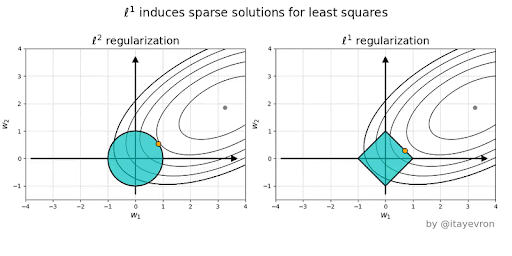 ℓ¹ induces sparse solutions for least squares
ℓ² regularization
ℓ¹ regularization
4
3
2
1
0
−1
w₂
−4 −3 −2 −1 0 1 2 3 4
w₁
4
3
2
1
0
−1
w₂
−4 −3 −2 −1 0 1 2 3 4
w₁
by @itayevron